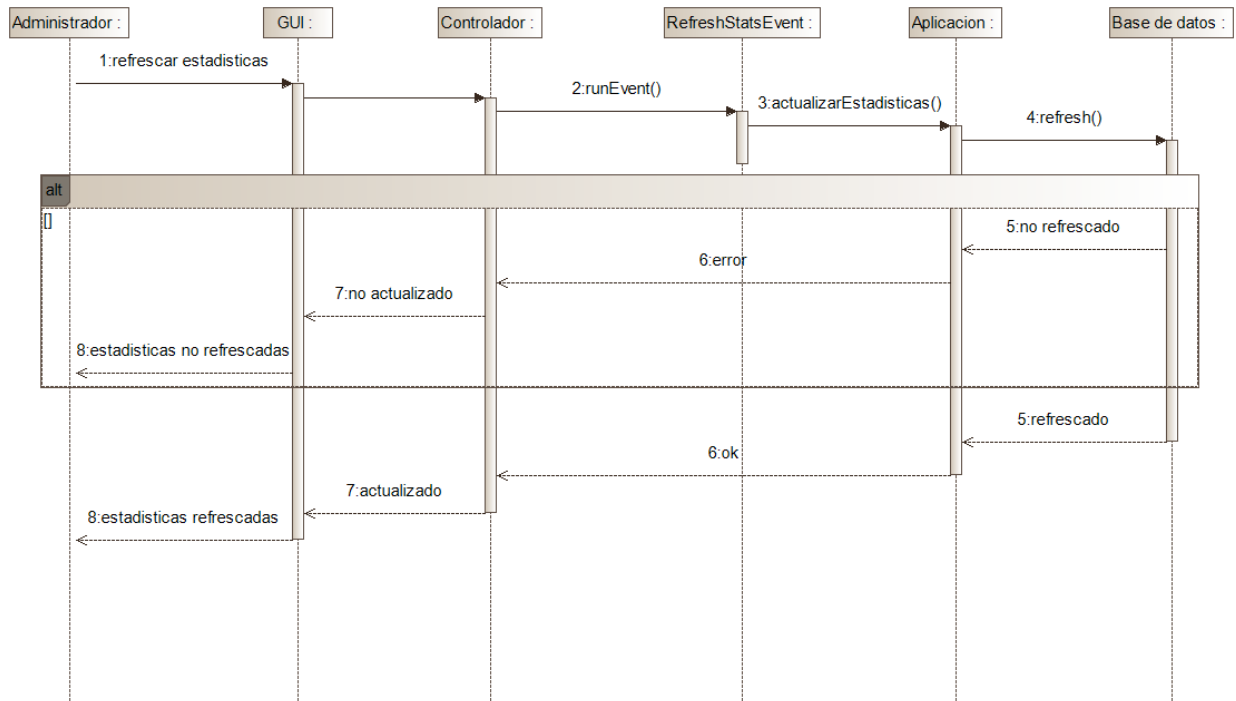 Administrador :
GUI :
Controlador :
RefreshStatsEvent :
Aplicacion :
Base de datos :
1:refrescar estadisticas
2:runEvent()
3:actualizarEstadisticas()
4:refresh()
alt
[]
5:no refrescado
6:error
7:no actualizado
8:estadisticas no refrescadas
5:refrescado
6:ok
7:actualizado
8:estadisticas refrescadas